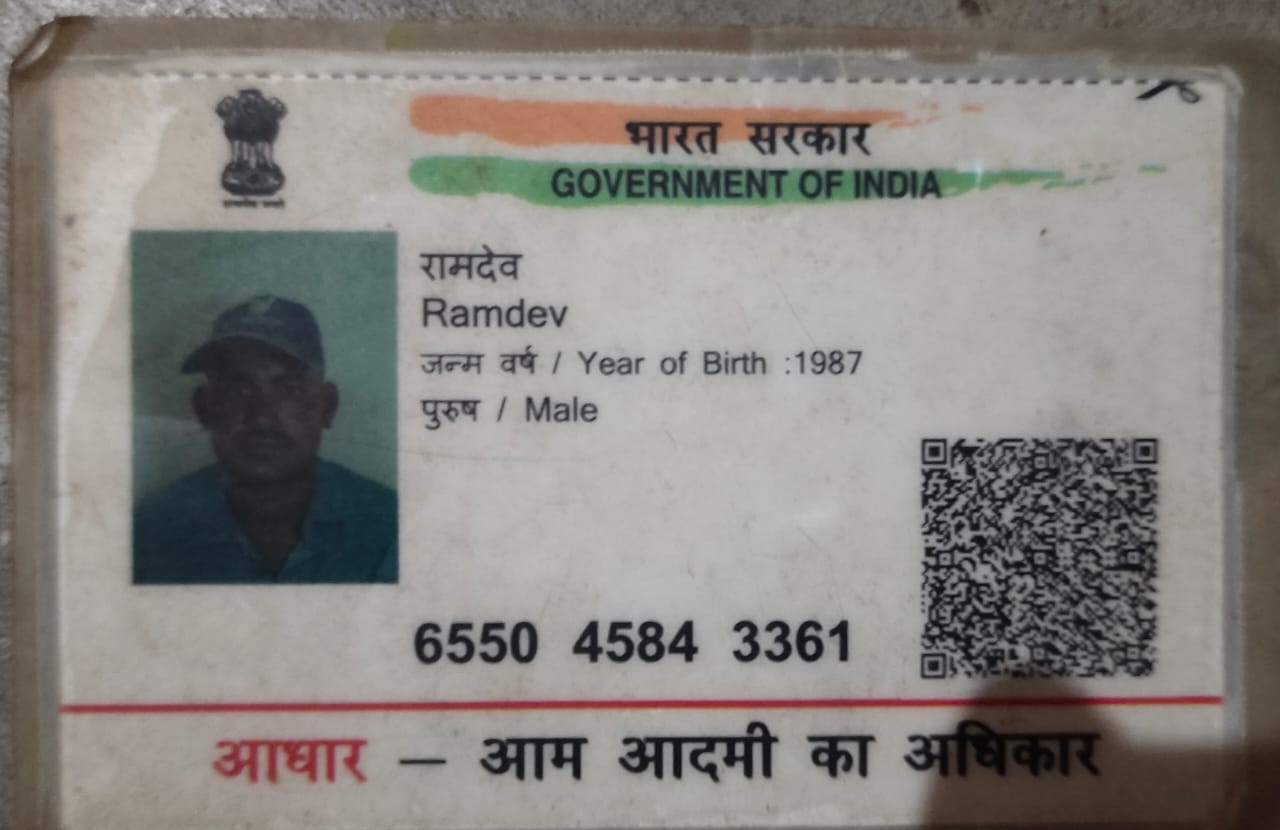 भारत सरकार
GOVERNMENT OF INDIA
रामदेव
Ramdev
जन्म वर्ष / Year of Birth :1987
पुरुष / Male
6550 4584 3361
आधार – आम आदमी का अधिकार